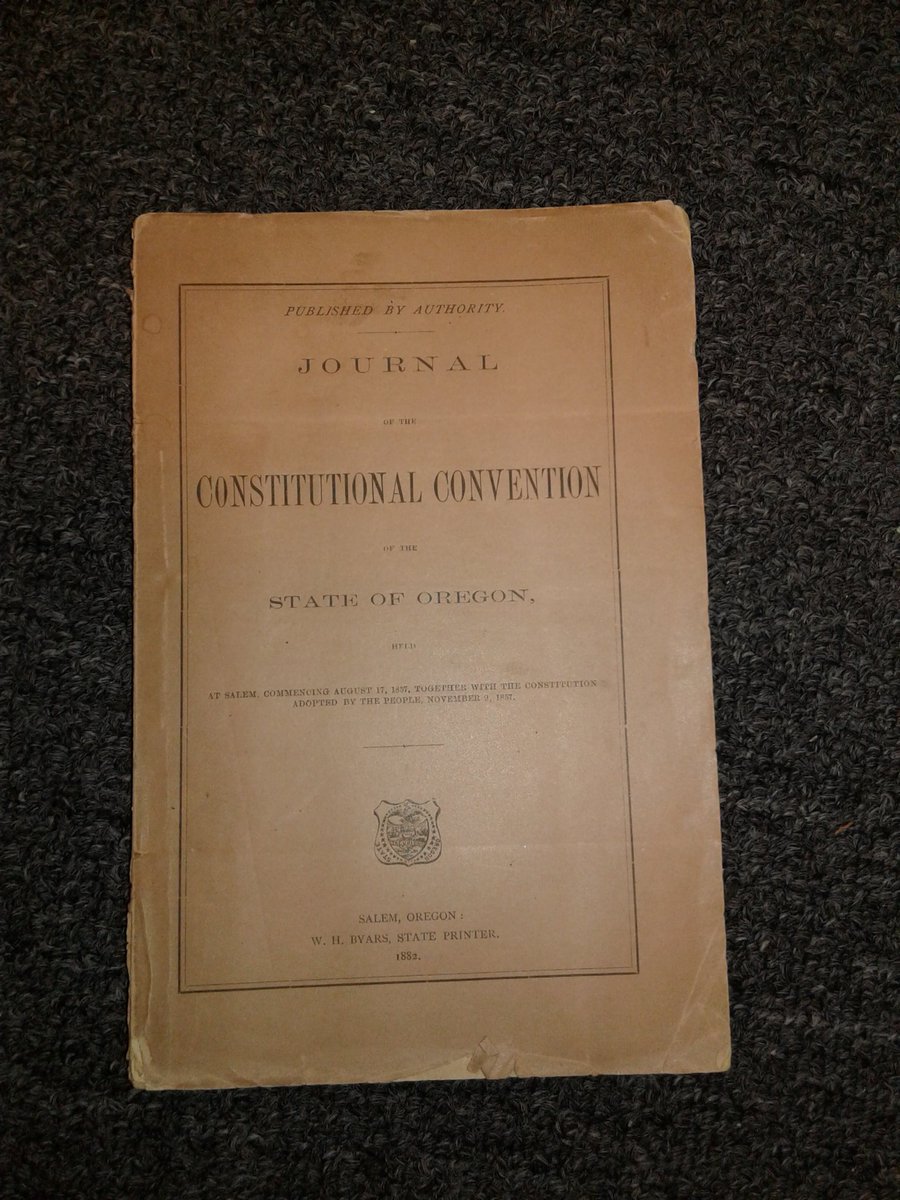 PUBLISHED BY AUTHORITY.
JOURNAL
OF THE
CONSTITUTIONAL CONVENTION
OF THE
STATE OF OREGON,
HELD
AT SALEM, COMMENCING AUGUST 17, 1857, TOGETHER WITH THE CONSTITUTION
ADOPTED BY THE PEOPLE, NOVEMBER 9, 1857.
SALEM, OREGON:
W. H. BYARS, STATE PRINTER.
1882.